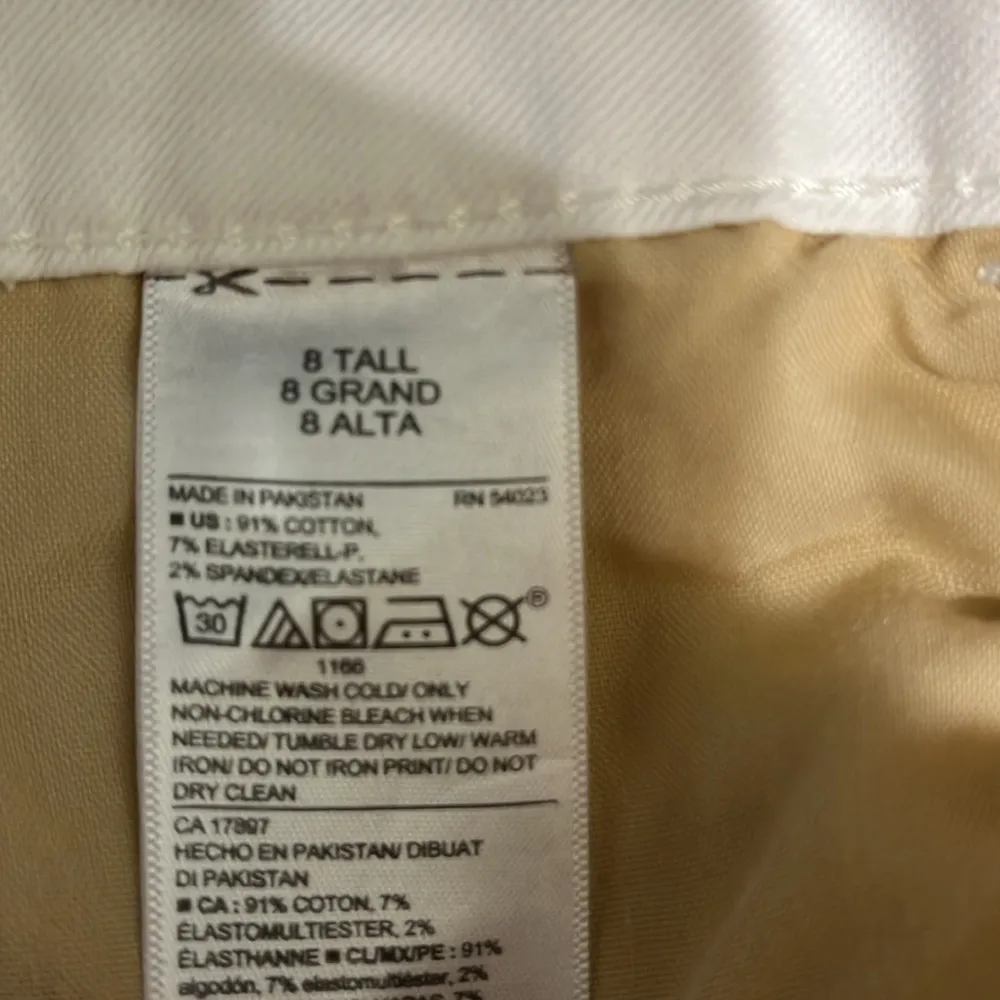 8 TALL
8 GRAND
8 ALTA
MADE IN PAKISTAN RN 54023
■ US : 91% COTTON,
7% ELASTERELL-P,
2% SPANDEX/ELASTANE
30 ®
1166
MACHINE WASH COLD/ ONLY
NON-CHLORINE BLEACH WHEN
NEEDED/ TUMBLE DRY LOW/ WARM
IRON/ DO NOT IRON PRINT/ DO NOT
DRY CLEAN
CA 17897
HECHO EN PAKISTAN/ DIBUAT
DI PAKISTAN
■ CA : 91% COTON, 7%
ÉLASTOMULTIESTER, 2%
ÉLASTHANNE ■ CL/MX/PE : 91%
algodón, 7% elastomultiéster, 2%
7%